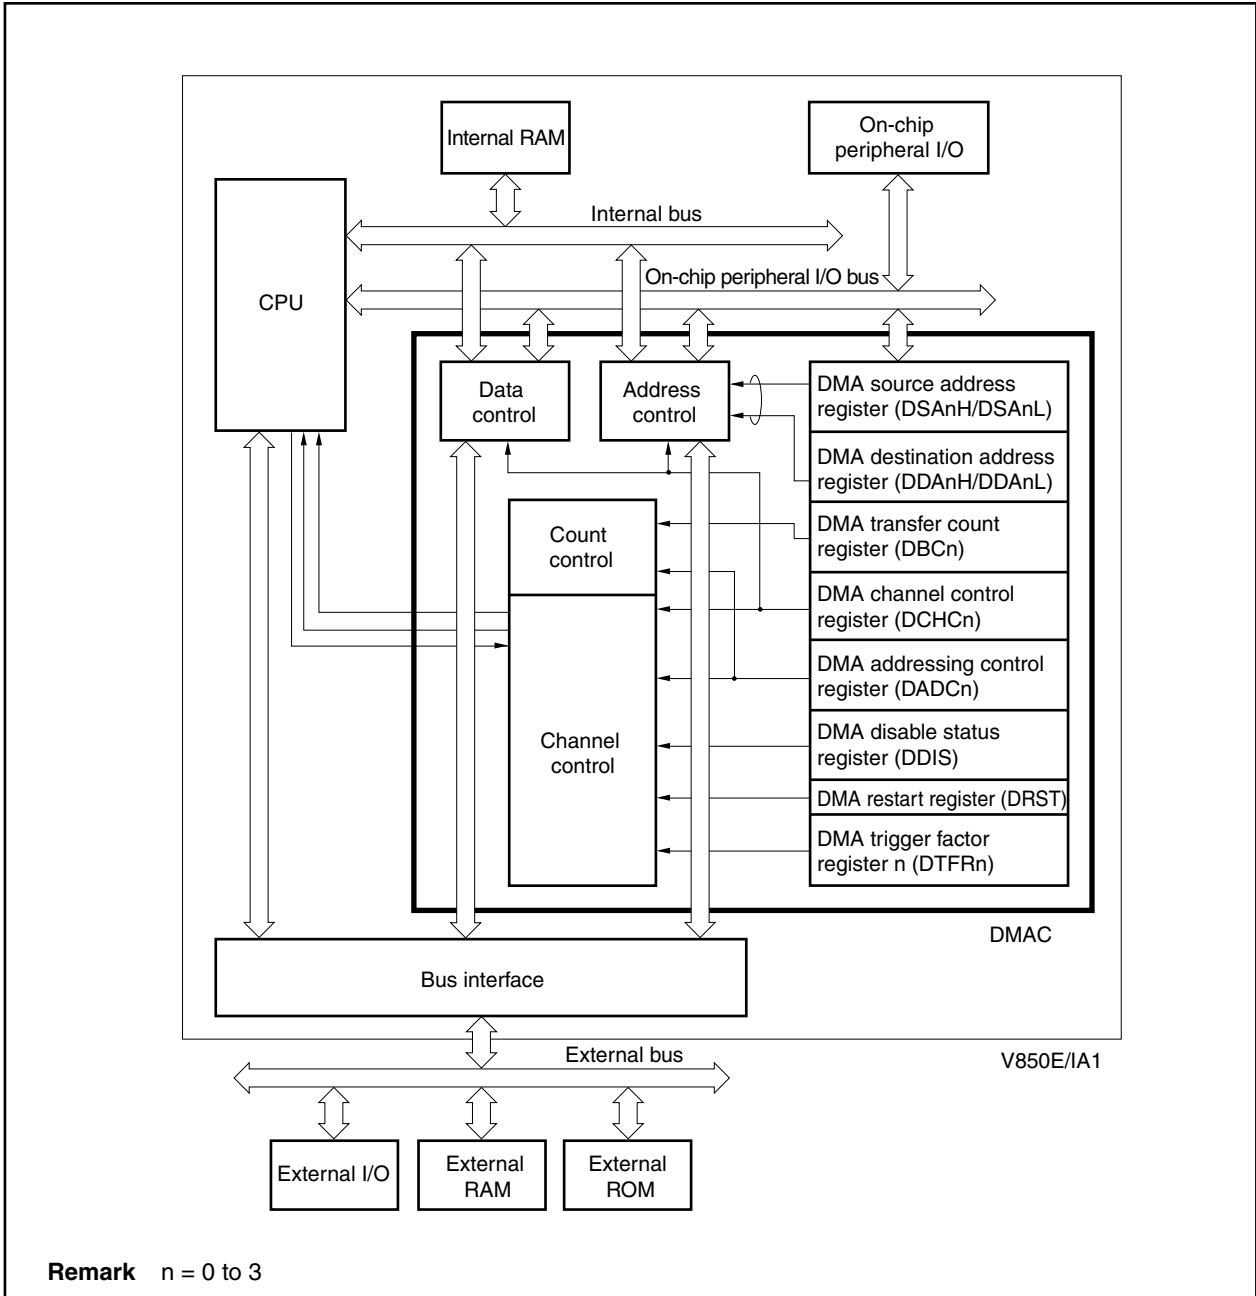 Internal RAM
On-chip
peripheral I/O
Internal bus
CPU
On-chip peripheral I/O bus
Data
control
Address
control
DMA source address
register (DSAnH/DSAnL)
DMA destination address
register (DDAnH/DDAnL)
Count
control
DMA transfer count
register (DBCn)
DMA channel control
register (DCHCn)
DMA addressing control
register (DADCn)
Channel
control
DMA disable status
register (DDIS)
DMA restart register (DRST)
DMA trigger factor
register n (DTFRn)
DMAC
Bus interface
External bus
V850E/IA1
External I/O
External
RAM
External
ROM
Remark n = 0 to 3